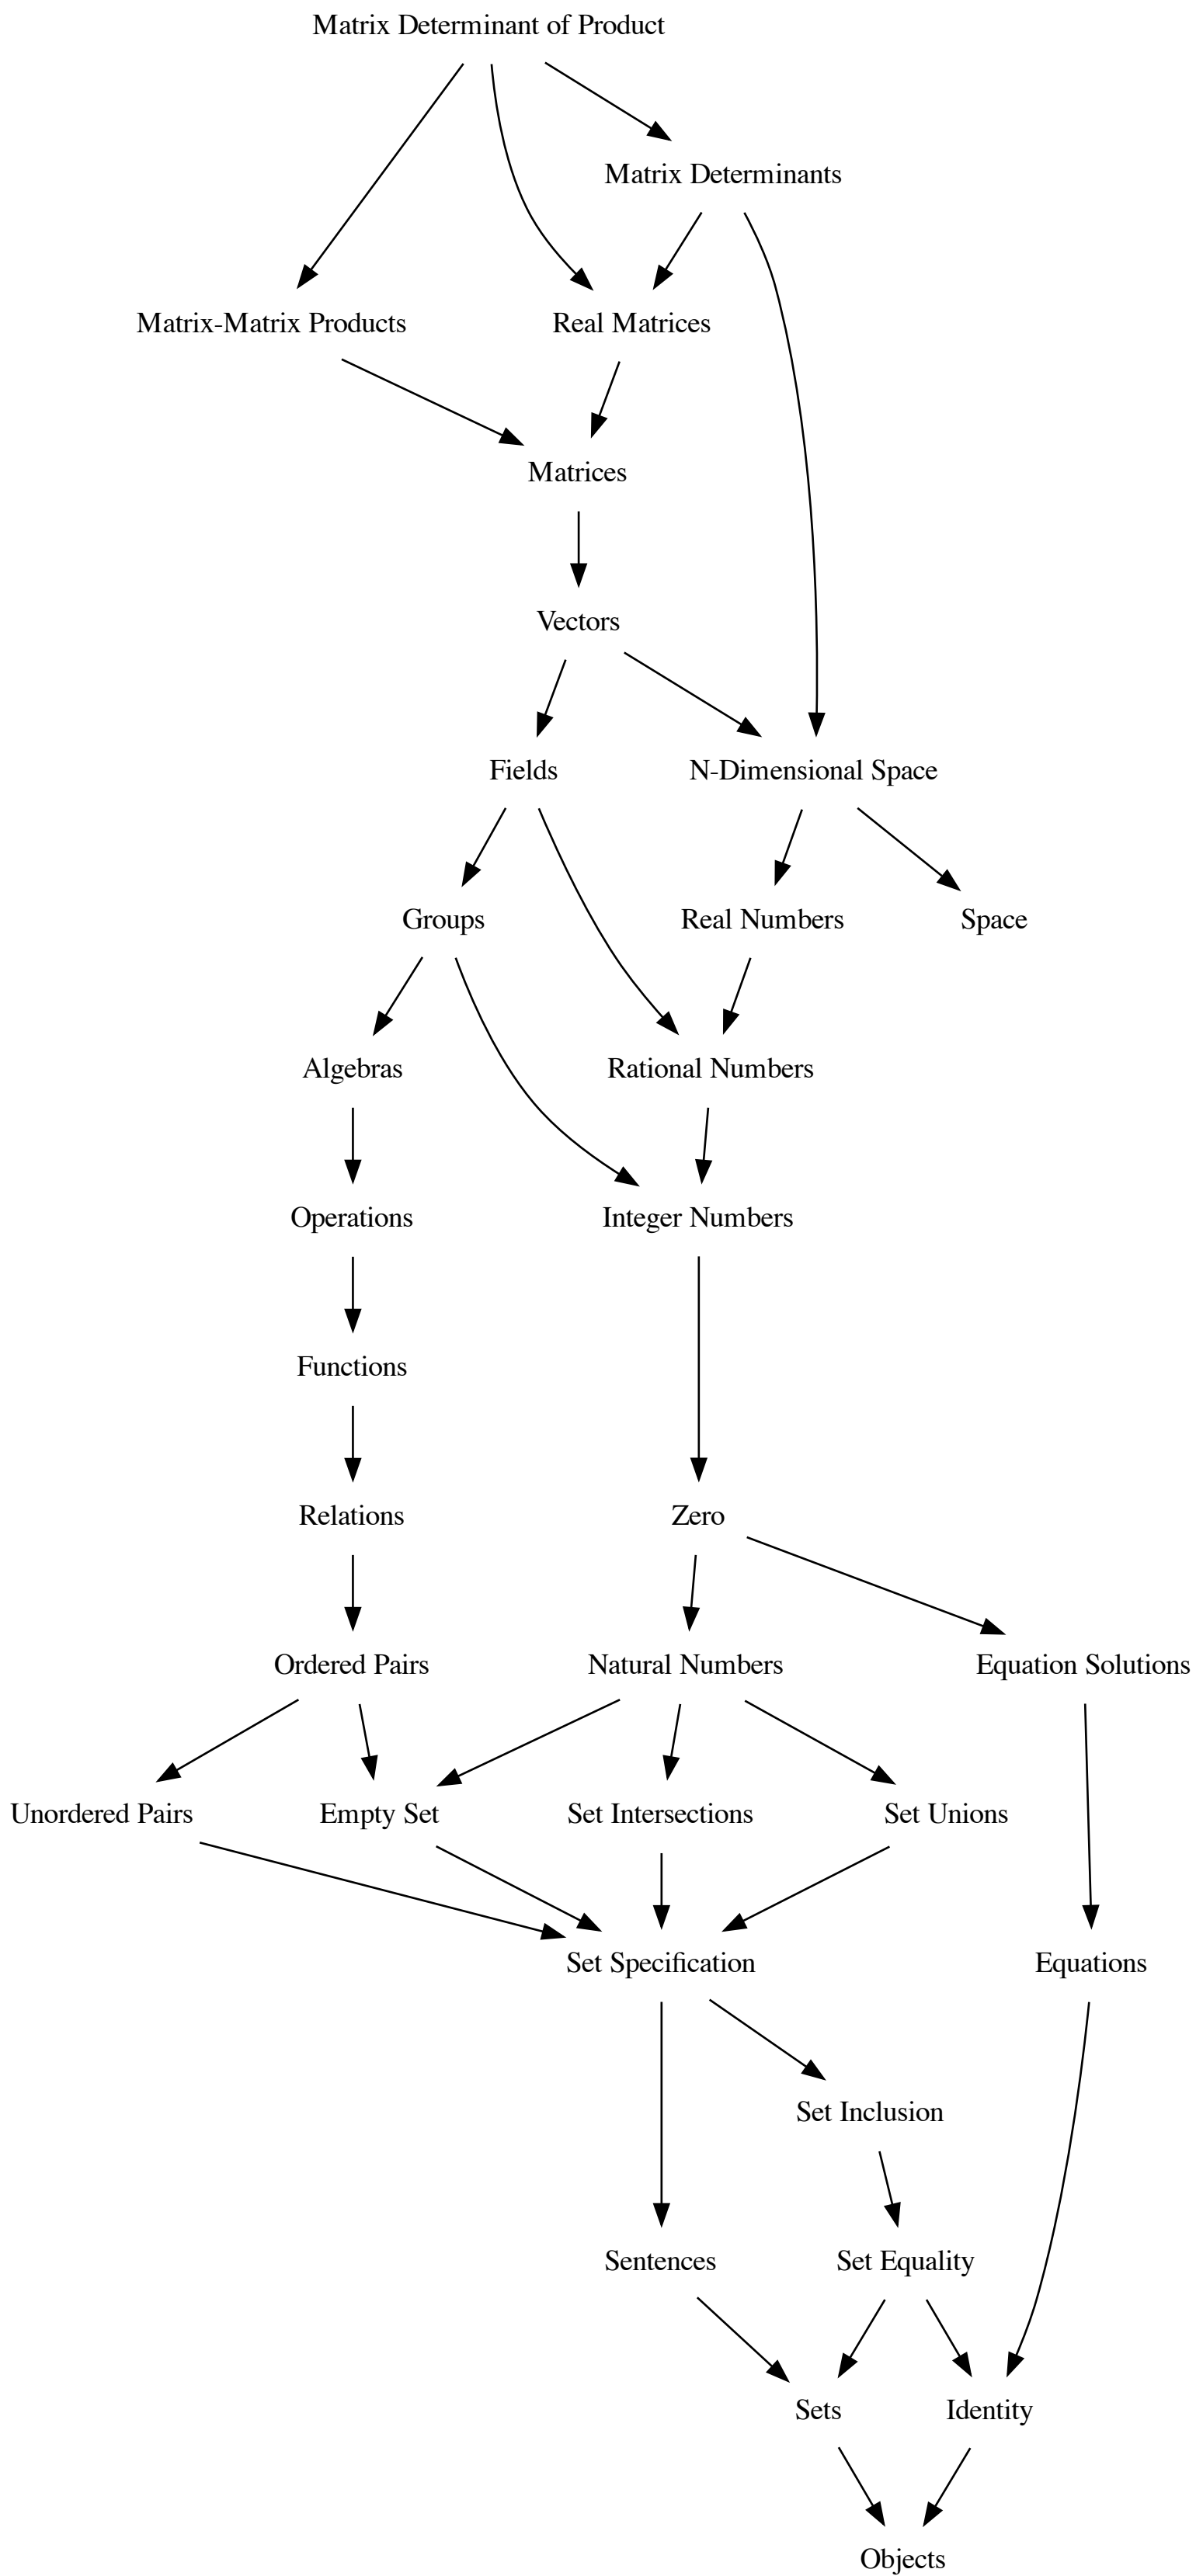 Matrix Determinant of Product
Matrix Determinants
Matrix-Matrix Products
Real Matrices
Matrices
Vectors
Fields
N-Dimensional Space
Groups
Real Numbers
Space
Algebras
Rational Numbers
Operations
Integer Numbers
Functions
Relations
Zero
Ordered Pairs
Natural Numbers
Equation Solutions
Unordered Pairs
Empty Set
Set Intersections
Set Unions
Set Specification
Equations
Set Inclusion
Sentences
Set Equality
Sets
Identity
Objects